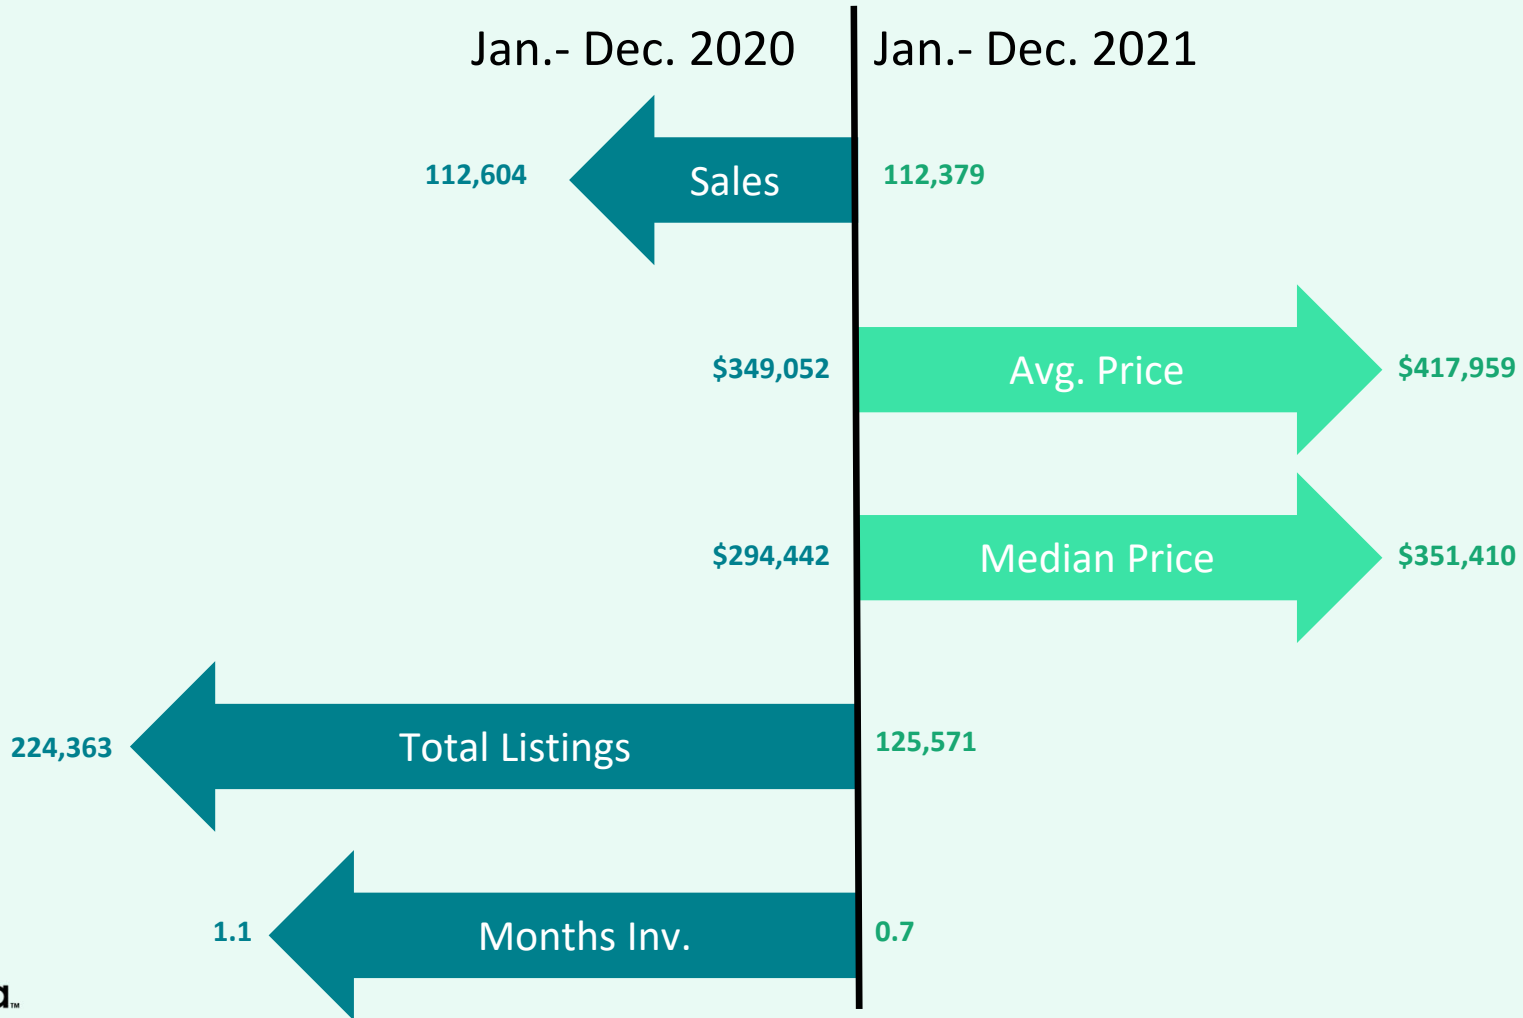 Jan.- Dec. 2020
Jan.- Dec. 2021
112,604
Sales
112,379
$349,052
Avg. Price
$417,959
$294,442
Median Price
$351,410
224,363
Total Listings
125,571
1.1
Months Inv.
0.7